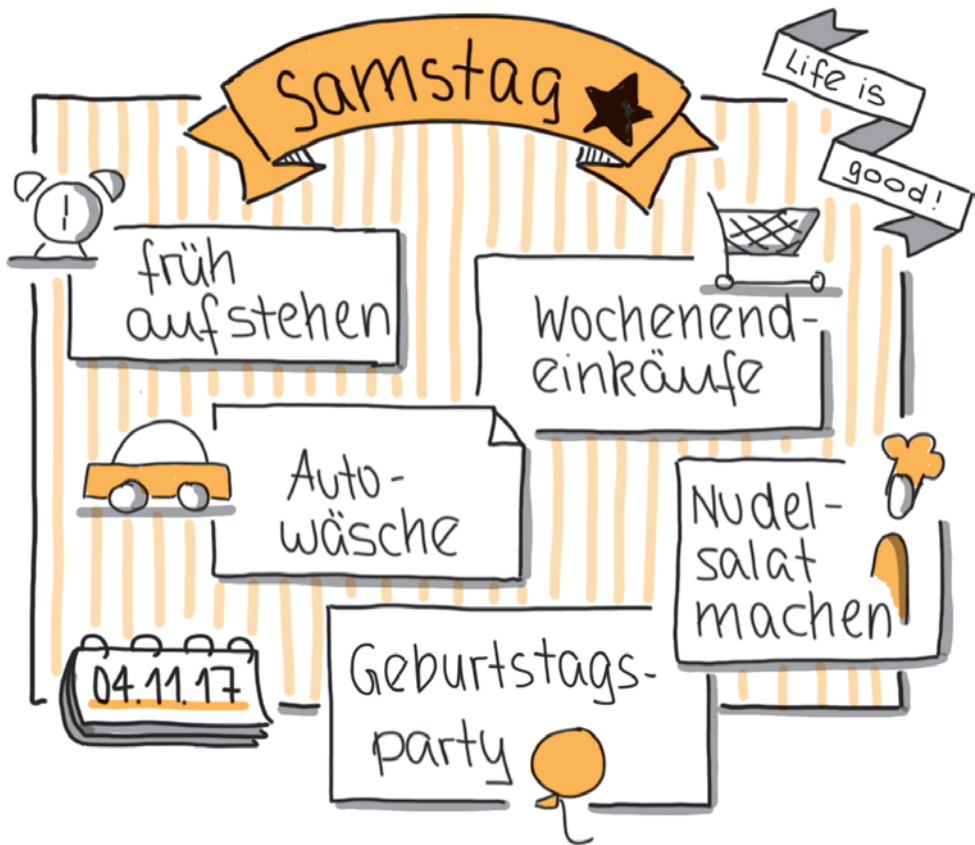 Samstag
Life is
good!
früh
aufstehen
Wochenend-
einkäufe
Auto-
wäsche
Nudel-
salat
machen
04.11.17
Geburtstags-
party